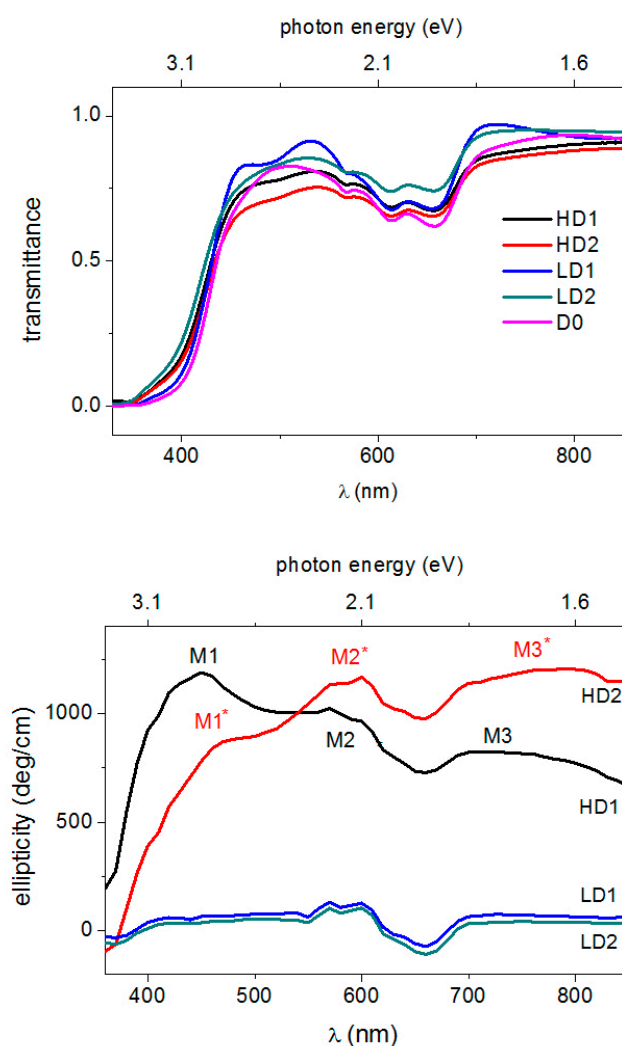 photon energy (eV)
3.1 2.1 1.6
1.0
0.5
0.0
transmittance
HD1
HD2
LD1
LD2
D0
400 600 800
λ (nm)
photon energy (eV)
3.1 2.1 1.6
M1
M2*
M3*
HD2
M1*
M2
M3
HD1
LD1
LD2
1000
500
0
ellipticity (deg/cm)
400 500 600 700 800
λ (nm)